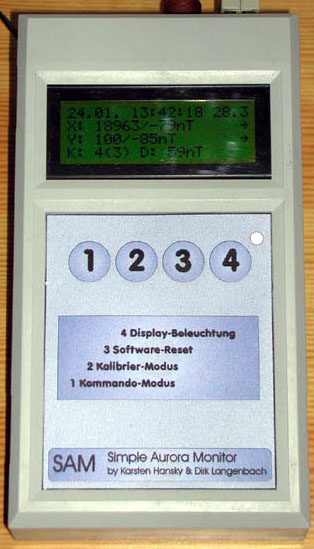 24.01. 13:42:18 28.3
X: 18963/-79nT →
Y: 100/-85nT →
K: 4(3) D: 59nT
1 2 3 4
4 Display-Beleuchtung
3 Software-Reset
2 Kalibrier-Modus
1 Kommando-Modus
SAM Simple Aurora Monitor
by Karsten Hansky & Dirk Langenbach